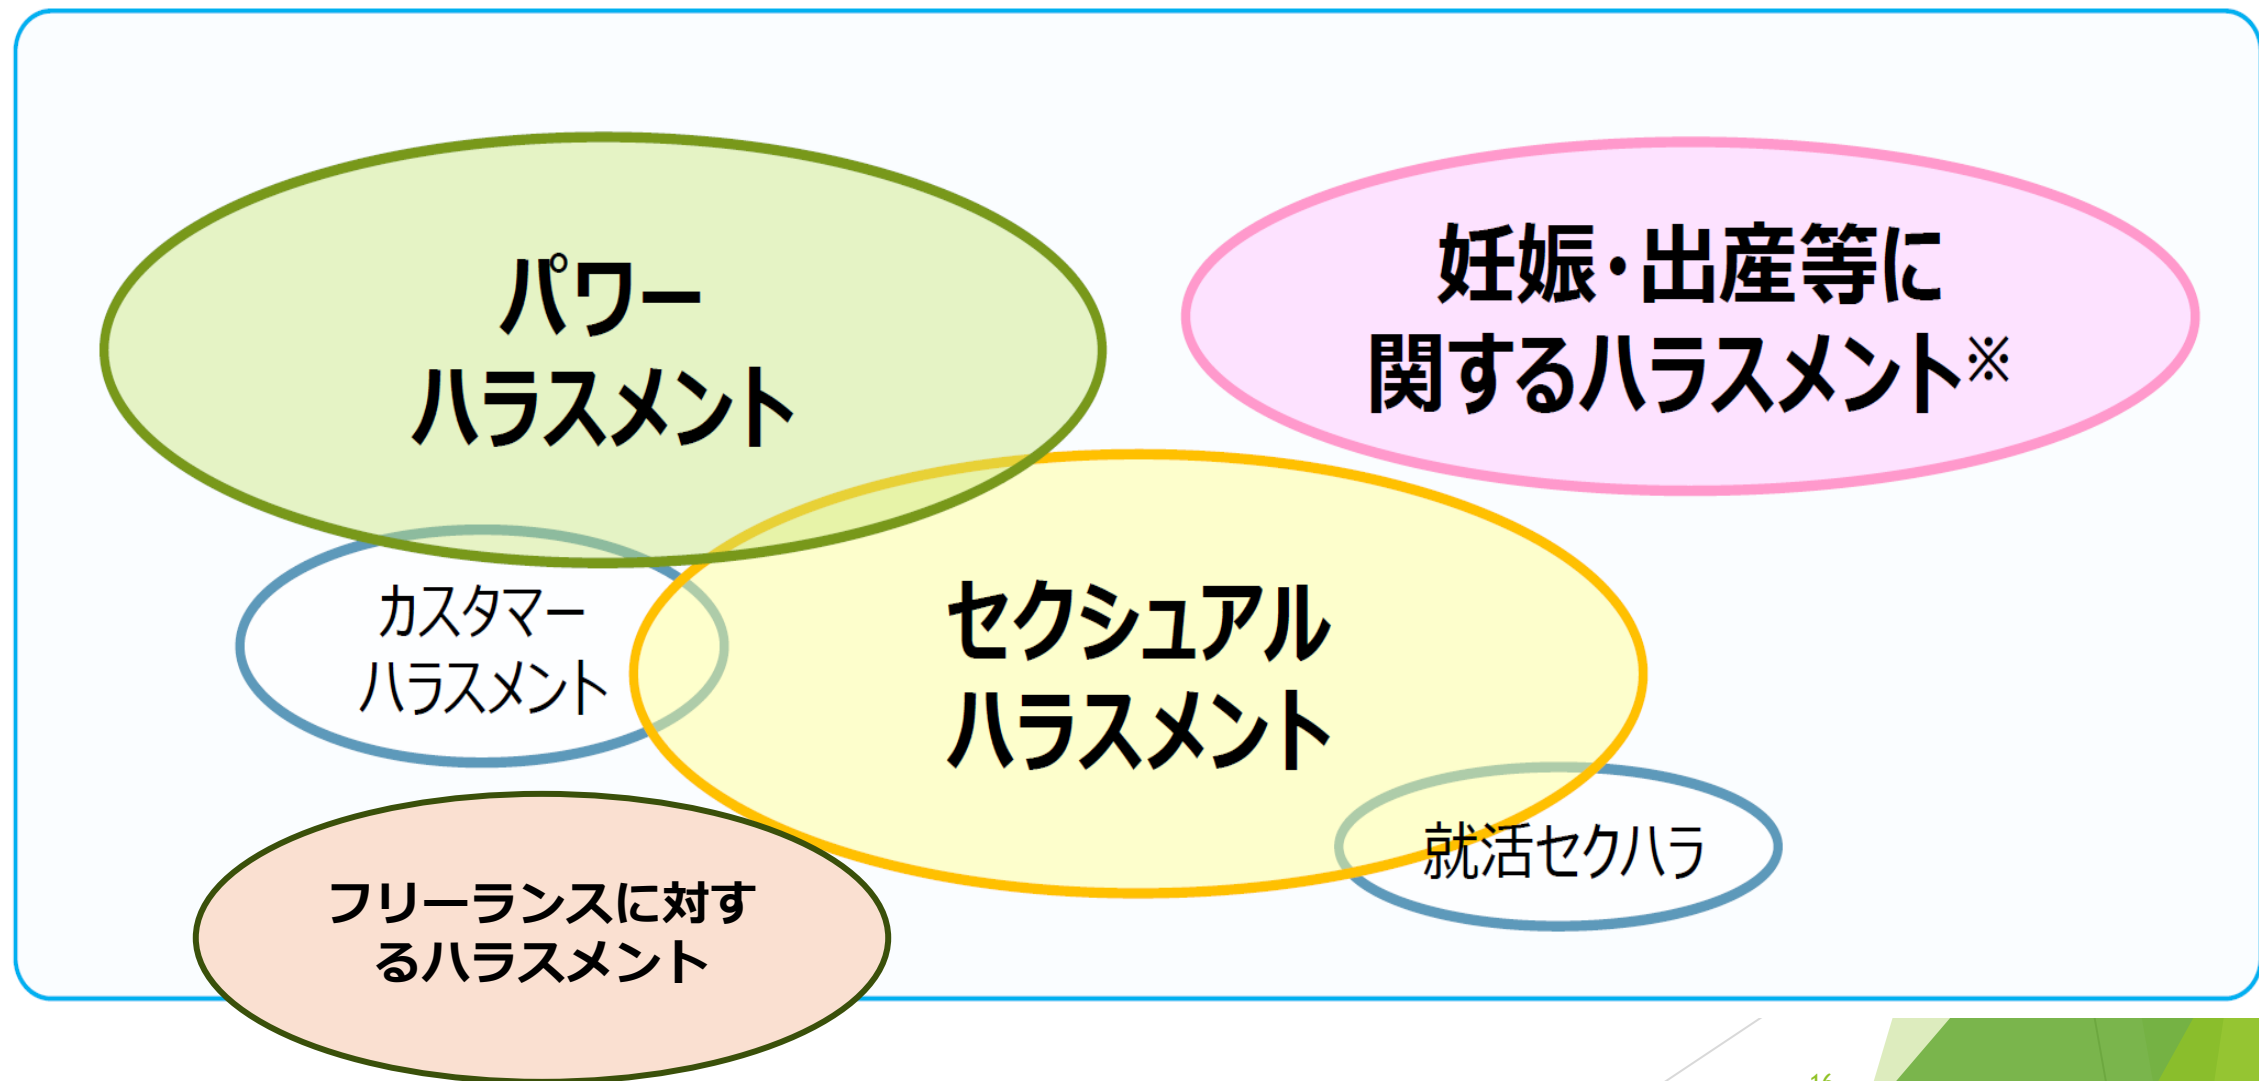 パワー
ハラスメント
妊娠・出産等に
関するハラスメント※
カスタマー
ハラスメント
セクシュアル
ハラスメント
就活セクハラ
フリーランスに対す
るハラスメント
16